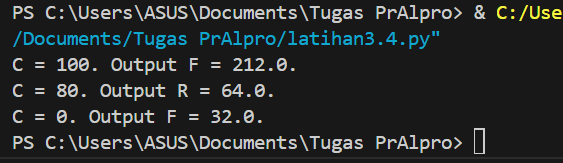 PS C:\Users\ASUS\Documents\Tugas PrAlpro> & C:/Use
/Documents/Tugas PrAlpro/latihan3.4.py"
C = 100. Output F = 212.0.
C = 80. Output R = 64.0.
C = 0. Output F = 32.0.
PS C:\Users\ASUS\Documents\Tugas PrAlpro>